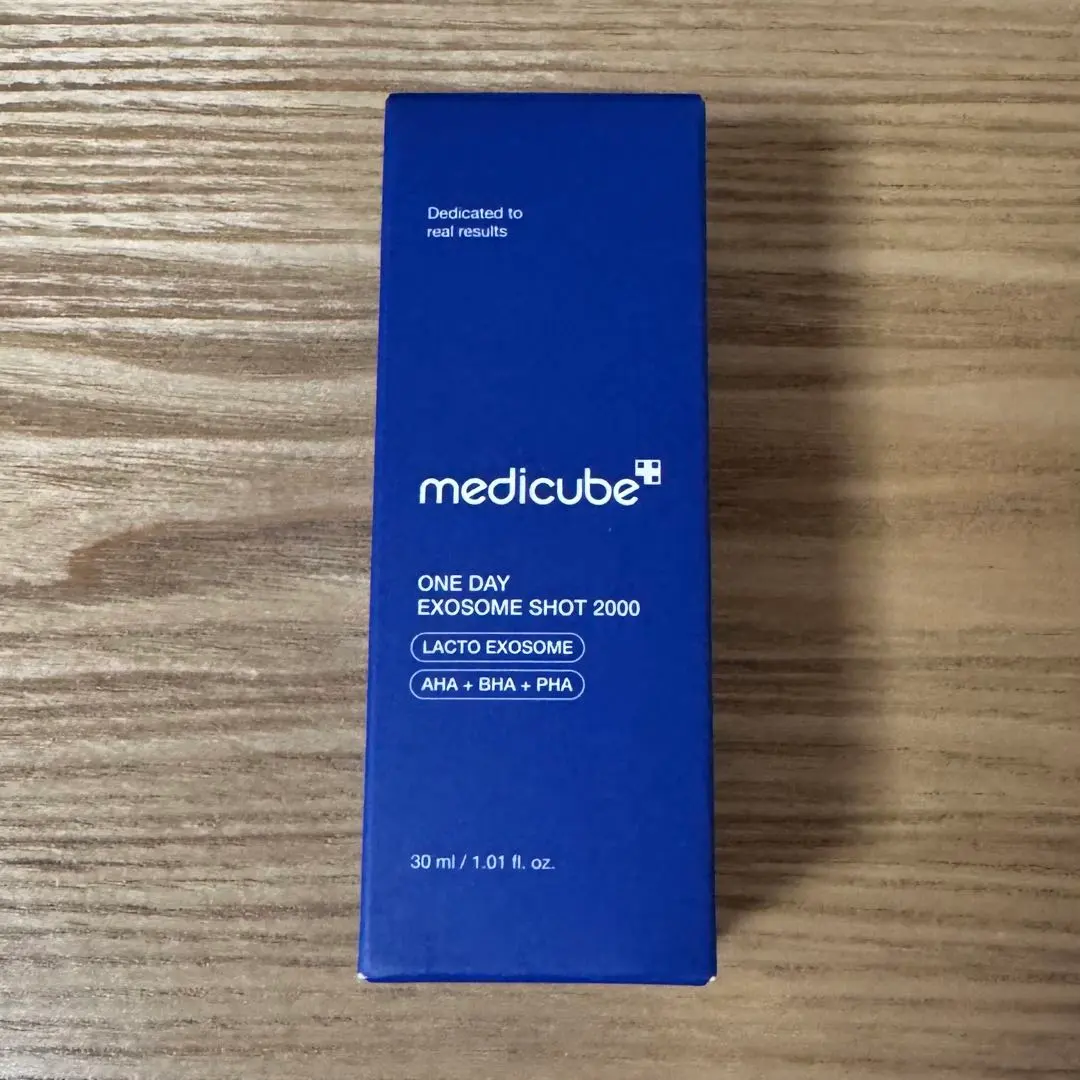 Dedicated to
real results
medicube
ONE DAY
EXOSOME SHOT 2000
LACTO EXOSOME
AHA + BHA + PHA
30 ml / 1.01 fl. oz.